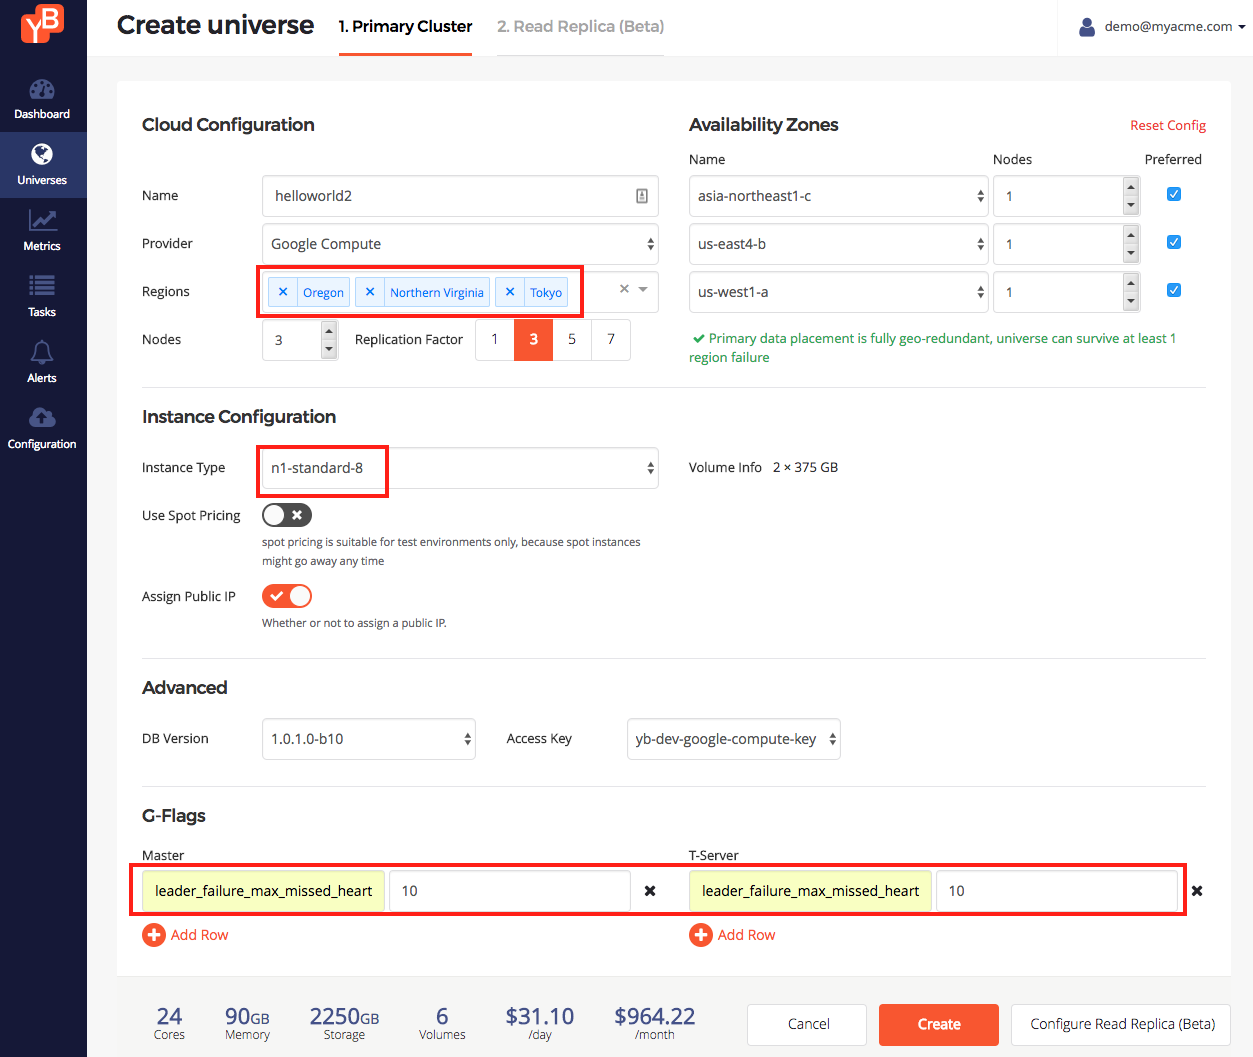 YB
Create universe
1. Primary Cluster
2. Read Replica (Beta)
demo@myacme.com
Dashboard
Universes
Metrics
Tasks
Alerts
Configuration
Cloud Configuration
Name helloworld2
Provider Google Compute
Regions × Oregon × Northern Virginia × Tokyo ×
Nodes 3 Replication Factor 1 3 5 7
Availability Zones Reset Config
Name Nodes Preferred
asia-northeast1-c 1
us-east4-b 1
us-west1-a 1
Primary data placement is fully geo-redundant, universe can survive at least 1
region failure
Instance Configuration
Instance Type n1-standard-8 Volume Info 2 × 375 GB
Use Spot Pricing
spot pricing is suitable for test environments only, because spot instances
might go away any time
Assign Public IP
Whether or not to assign a public IP.
Advanced
DB Version 1.0.1.0-b10 Access Key yb-dev-google-compute-key
G-Flags
Master T-Server
leader_failure_max_missed_heart 10 leader_failure_max_missed_heart 10
Add Row Add Row
24 90GB 2250GB 6 $31.10 $964.22
Cores Memory Storage Volumes /day /month
Cancel Create Configure Read Replica (Beta)